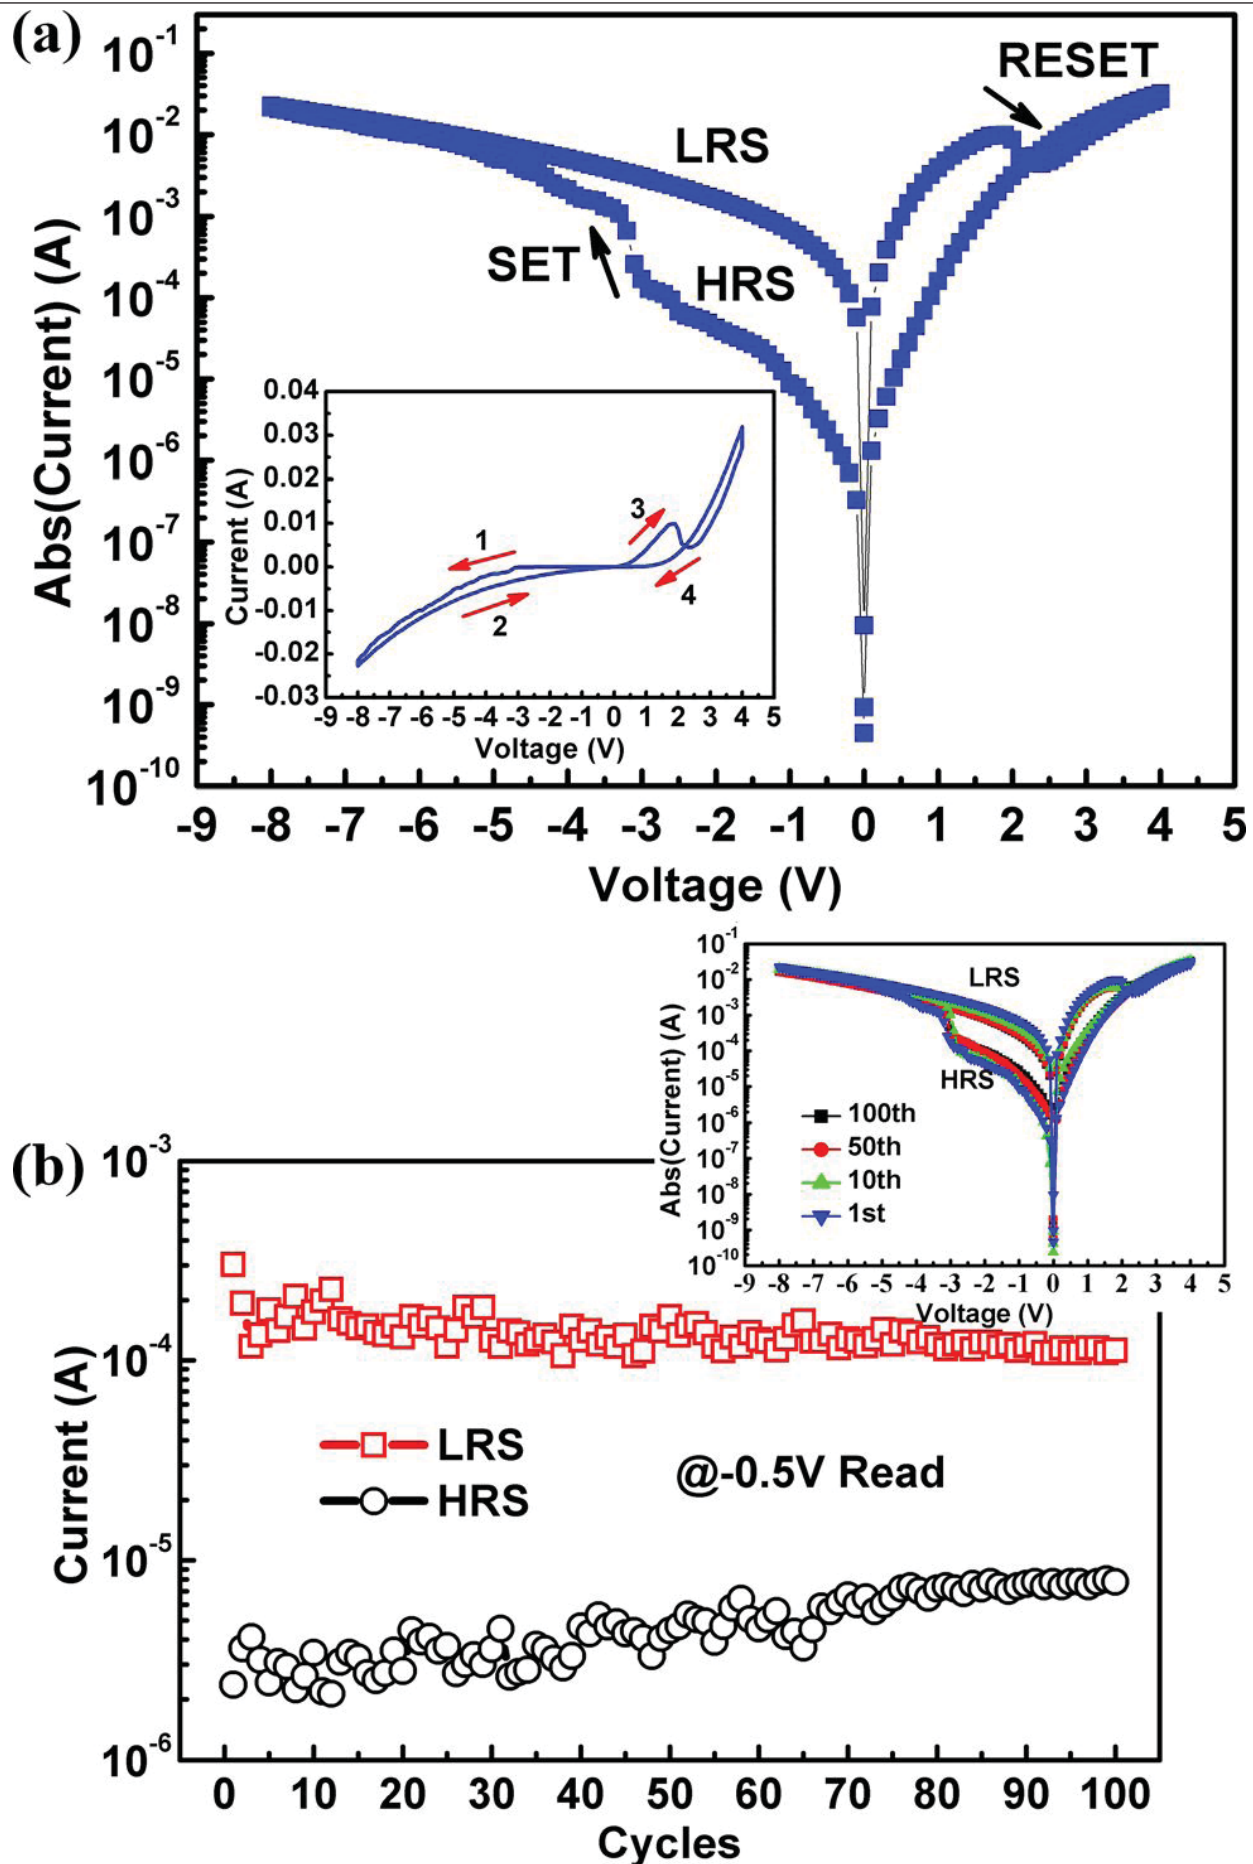 (a)
10⁻¹
10⁻²
10⁻³
10⁻⁴
10⁻⁵
10⁻⁶
10⁻⁷
10⁻⁸
10⁻⁹
10⁻¹⁰
Abs(Current) (A)
RESET
LRS
SET
HRS
0.04
0.03
0.02
0.01
0.00
-0.01
-0.02
-0.03
Current (A)
1
2
3
4
-9 -8 -7 -6 -5 -4 -3 -2 -1 0 1 2 3 4 5
Voltage (V)
-9 -8 -7 -6 -5 -4 -3 -2 -1 0 1 2 3 4 5
Voltage (V)
10⁻¹
10⁻²
10⁻³
10⁻⁴
10⁻⁵
10⁻⁶
10⁻⁷
10⁻⁸
10⁻⁹
10⁻¹⁰
Abs(Current) (A)
LRS
HRS
100th
50th
10th
1st
-9 -8 -7 -6 -5 -4 -3 -2 -1 0 1 2 3 4 5
Voltage (V)
(b)
10⁻³
10⁻⁴
10⁻⁵
10⁻⁶
Current (A)
LRS
HRS
@-0.5V Read
0 10 20 30 40 50 60 70 80 90 100
Cycles